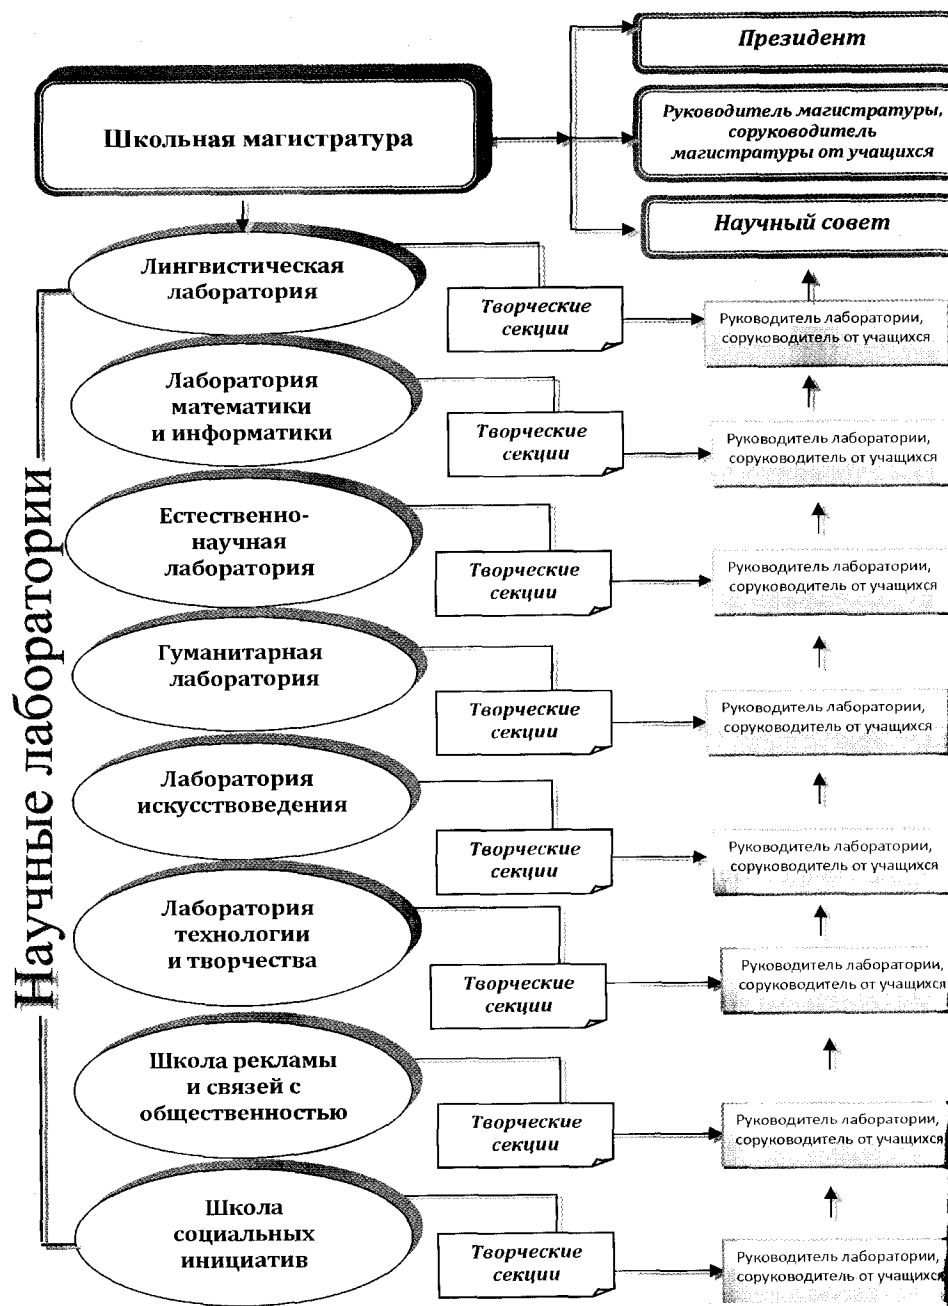 Президент
Школьная магистратура
Руководитель магистратуры,
соруководитель
магистратуры от учащихся
Научный совет
Научные лаборатории
Лингвистическая
лаборатория
Творческие
секции
Руководитель лаборатории,
соруководитель от учащихся
Лаборатория
математики
и информатики
Творческие
секции
Руководитель лаборатории,
соруководитель от учащихся
Естественно-
научная
лаборатория
Творческие
секции
Руководитель лаборатории,
соруководитель от учащихся
Гуманитарная
лаборатория
Творческие
секции
Руководитель лаборатории,
соруководитель от учащихся
Лаборатория
искусствоведения
Творческие
секции
Руководитель лаборатории,
соруководитель от учащихся
Лаборатория
технологии
и творчества
Творческие
секции
Руководитель лаборатории,
соруководитель от учащихся
Школа рекламы
и связей с
общественностью
Творческие
секции
Руководитель лаборатории,
соруководитель от учащихся
Школа
социальных
инициатив
Творческие
секции
Руководитель лаборатории,
соруководитель от учащихся